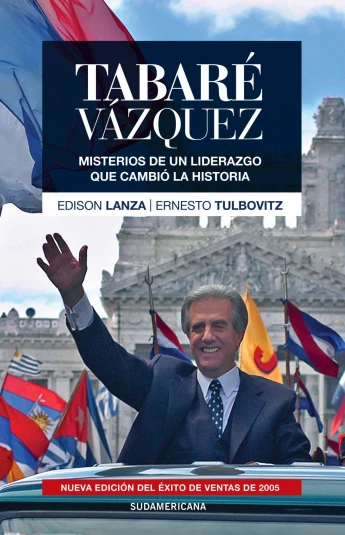 TABARÉ
VÁZQUEZ
MISTERIOS DE UN LIDERAZGO
QUE CAMBIÓ LA HISTORIA
EDISON LANZA | ERNESTO TULBOVITZ
NUEVA EDICIÓN DEL ÉXITO DE VENTAS DE 2005
SUDAMERICANA